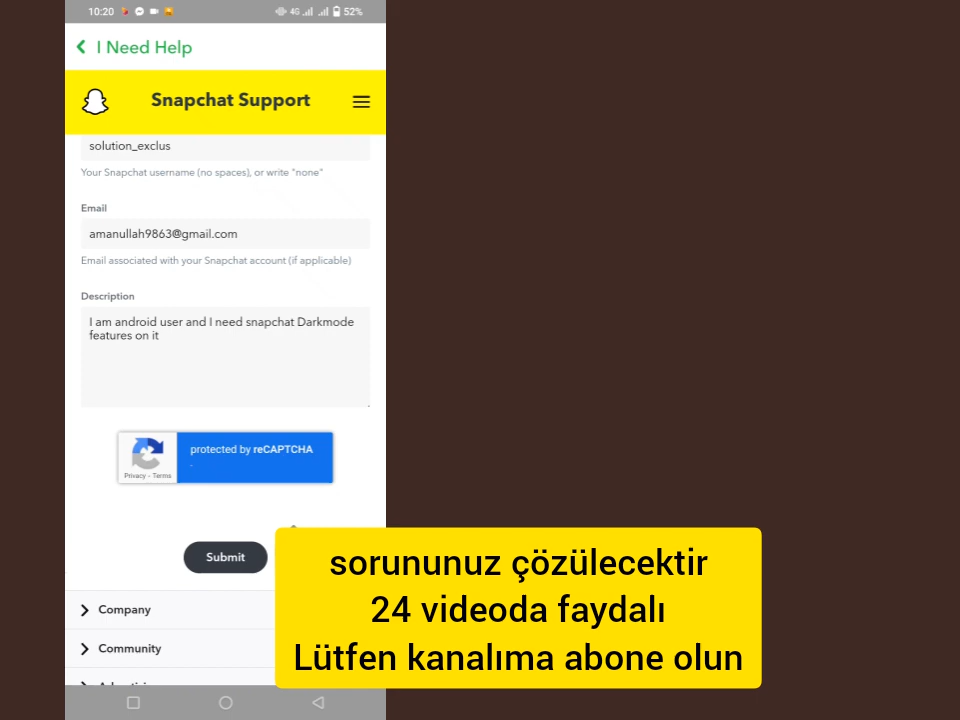 10:20 4G 52%
I Need Help
Snapchat Support
solution_exclus
Your Snapchat username (no spaces), or write "none"
Email
amanullah9863@gmail.com
Email associated with your Snapchat account (if applicable)
Description
I am android user and I need snapchat Darkmode
features on it
protected by reCAPTCHA
Privacy - Terms
Submit
Company
Community
sorununuz çözülecektir
24 videoda faydalı
Lütfen kanalıma abone olun